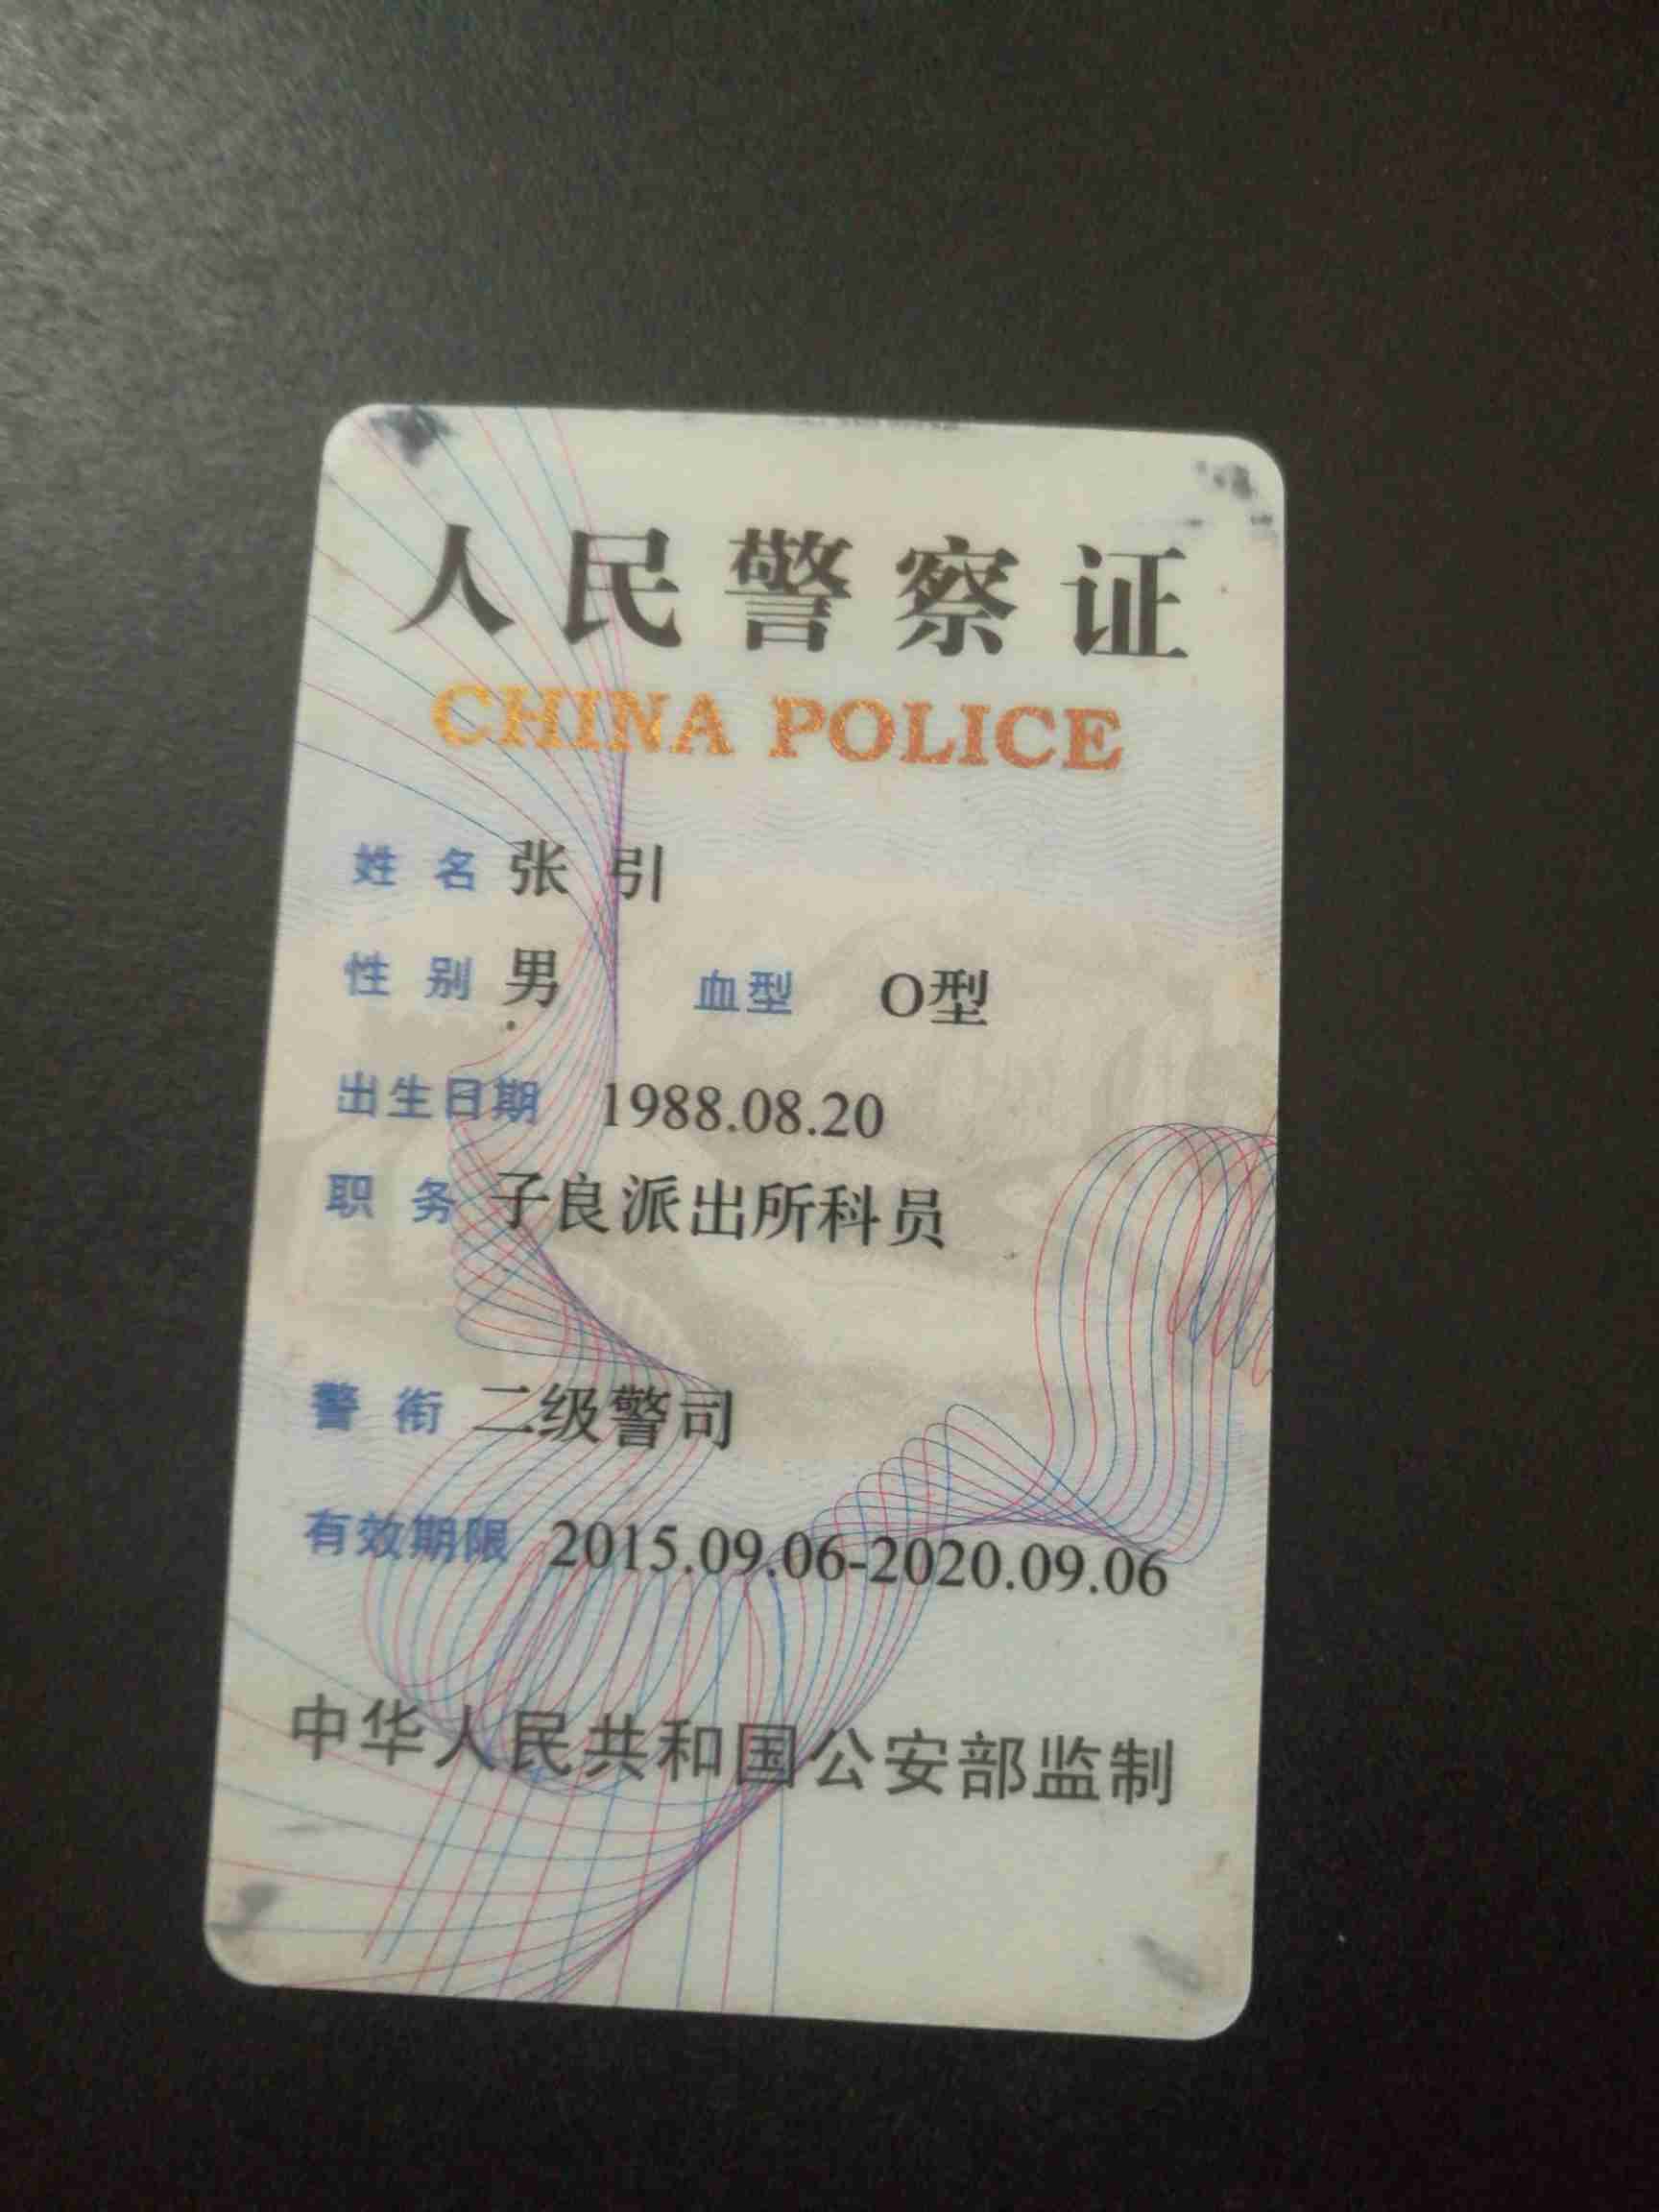 人民警察证
CHINA POLICE
姓 名 张 引
性 别 男 血型 O型
出生日期 1988.08.20
职 务 子良派出所科员
警 衔 二级警司
有效期限 2015.09.06-2020.09.06
中华人民共和国公安部监制